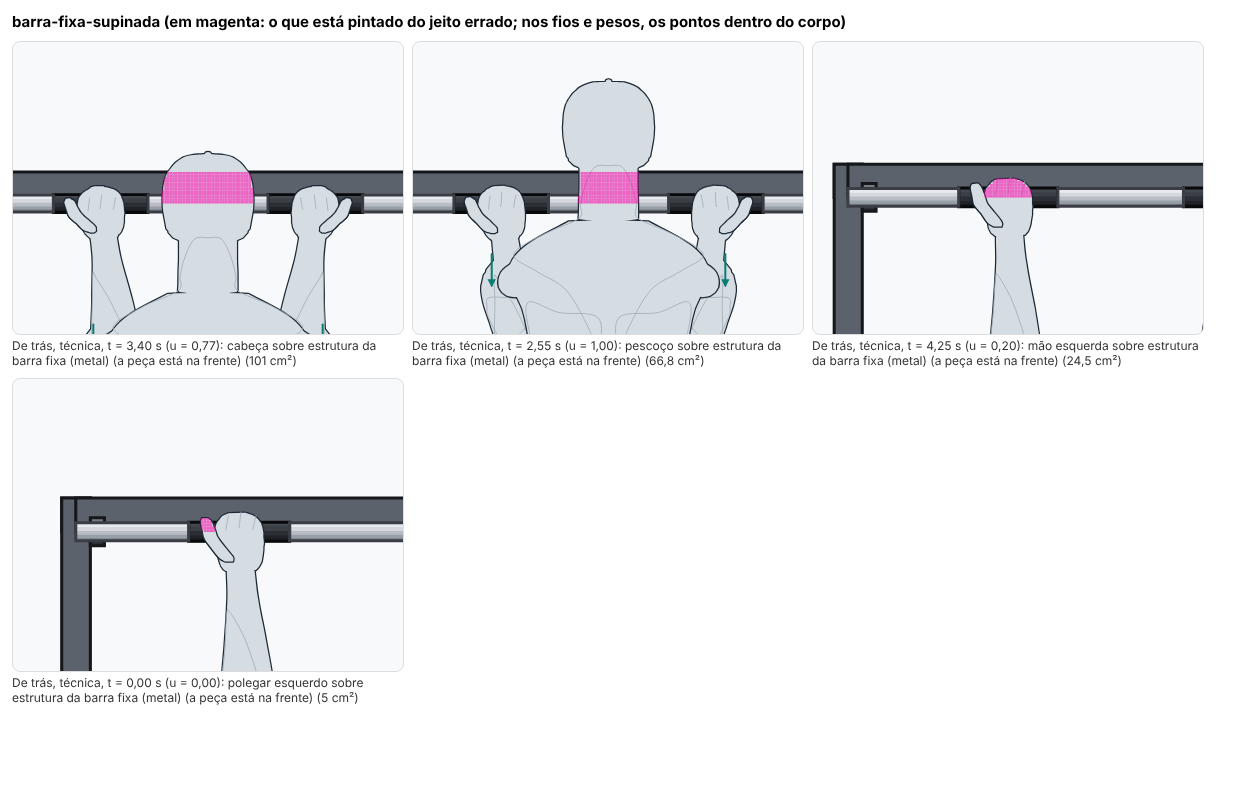 barra-fixa-supinada (em magenta: o que está pintado do jeito errado; nos fios e pesos, os pontos dentro do corpo)
De trás, técnica, t = 3,40 s (u = 0,77): cabeça sobre estrutura da
barra fixa (metal) (a peça está na frente) (101 cm²)
De trás, técnica, t = 2,55 s (u = 1,00): pescoço sobre estrutura da
barra fixa (metal) (a peça está na frente) (66,8 cm²)
De trás, técnica, t = 4,25 s (u = 0,20): mão esquerda sobre estrutura
da barra fixa (metal) (a peça está na frente) (24,5 cm²)
De trás, técnica, t = 0,00 s (u = 0,00): polegar esquerdo sobre
estrutura da barra fixa (metal) (a peça está na frente) (5 cm²)